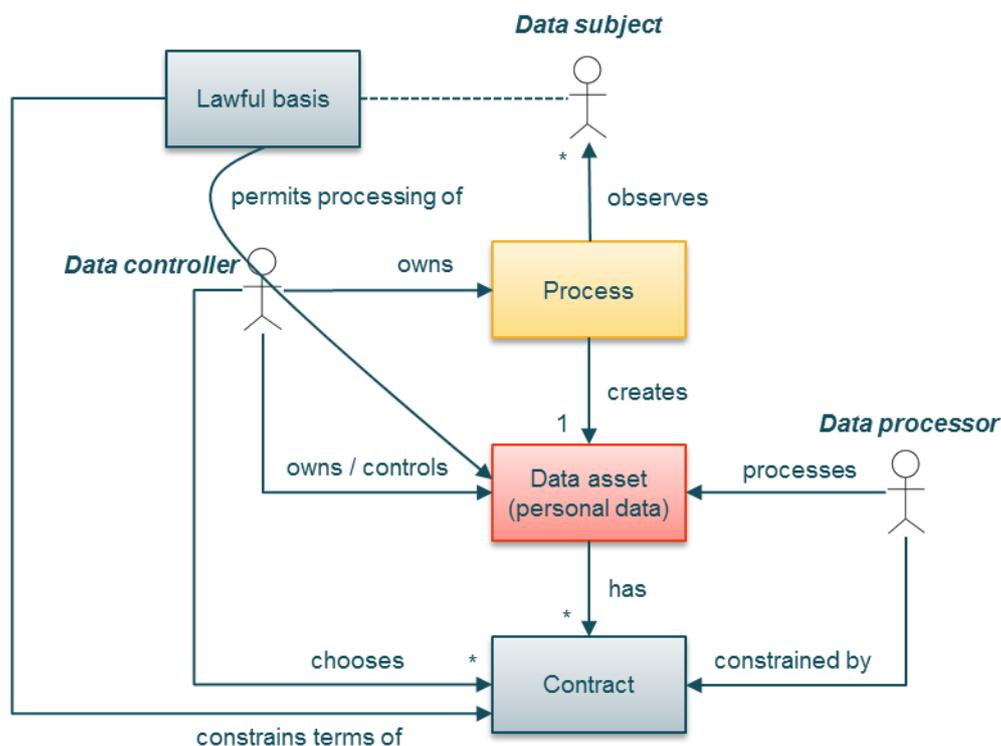 Data subject
Lawful basis
*
permits processing of
observes
Data controller
owns
Process
creates
1
Data processor
owns / controls
Data asset
(personal data)
processes
has
*
chooses
*
Contract
constrained by
constrains terms of